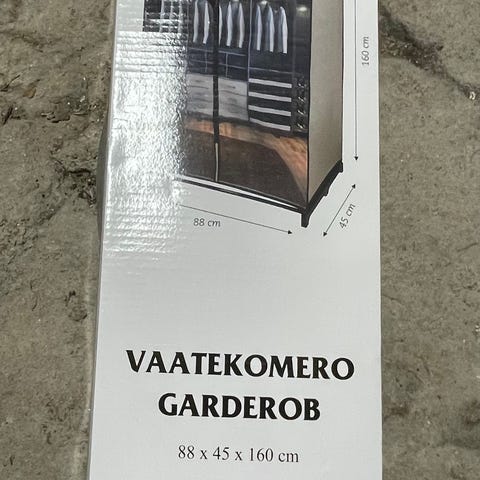 160 cm
88 cm
45 cm
VAATEKOMERO
GARDEROB
88 x 45 x 160 cm